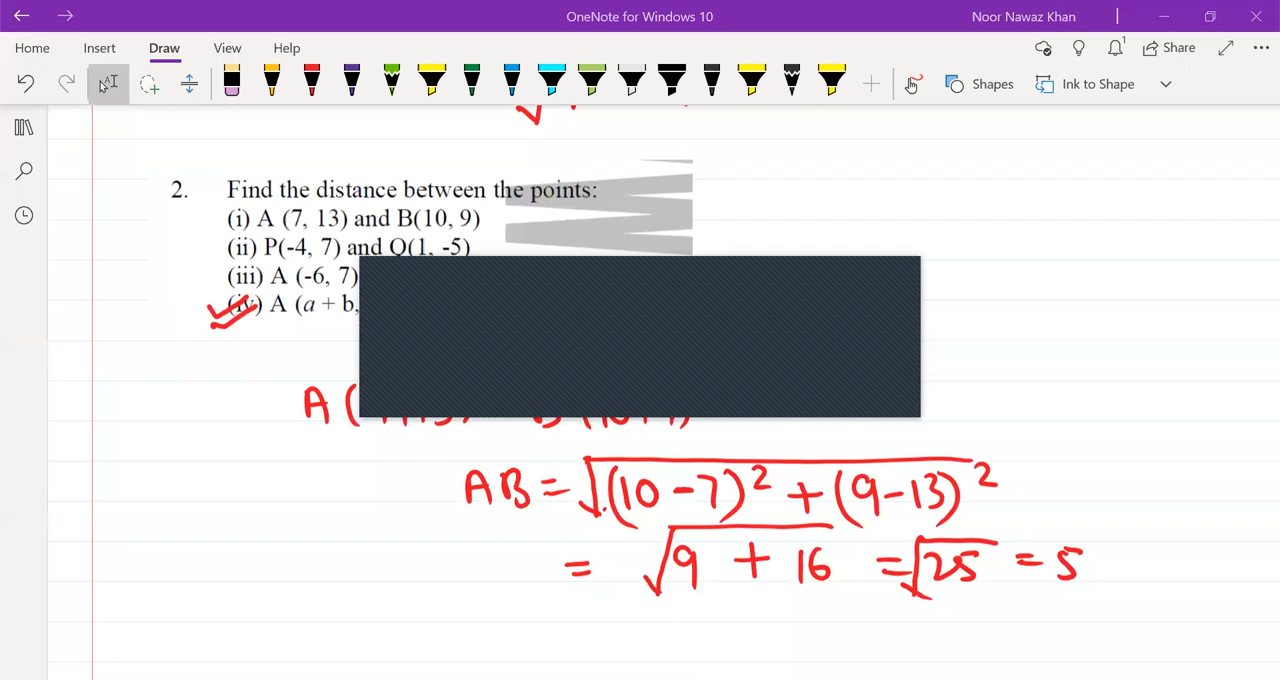 OneNote for Windows 10
Noor Nawaz Khan
Home Insert Draw View Help
1
Share
Shapes
Ink to Shape
2. Find the distance between the points:
(i) A (7, 13) and B(10, 9)
(ii) P(-4, 7) and Q(1, -5)
(iii) A (-6, 7)
(iv) A (a + b,
A (
AB = √(10 - 7)² + (9 - 13)²
= √9 + 16 = √25 = 5